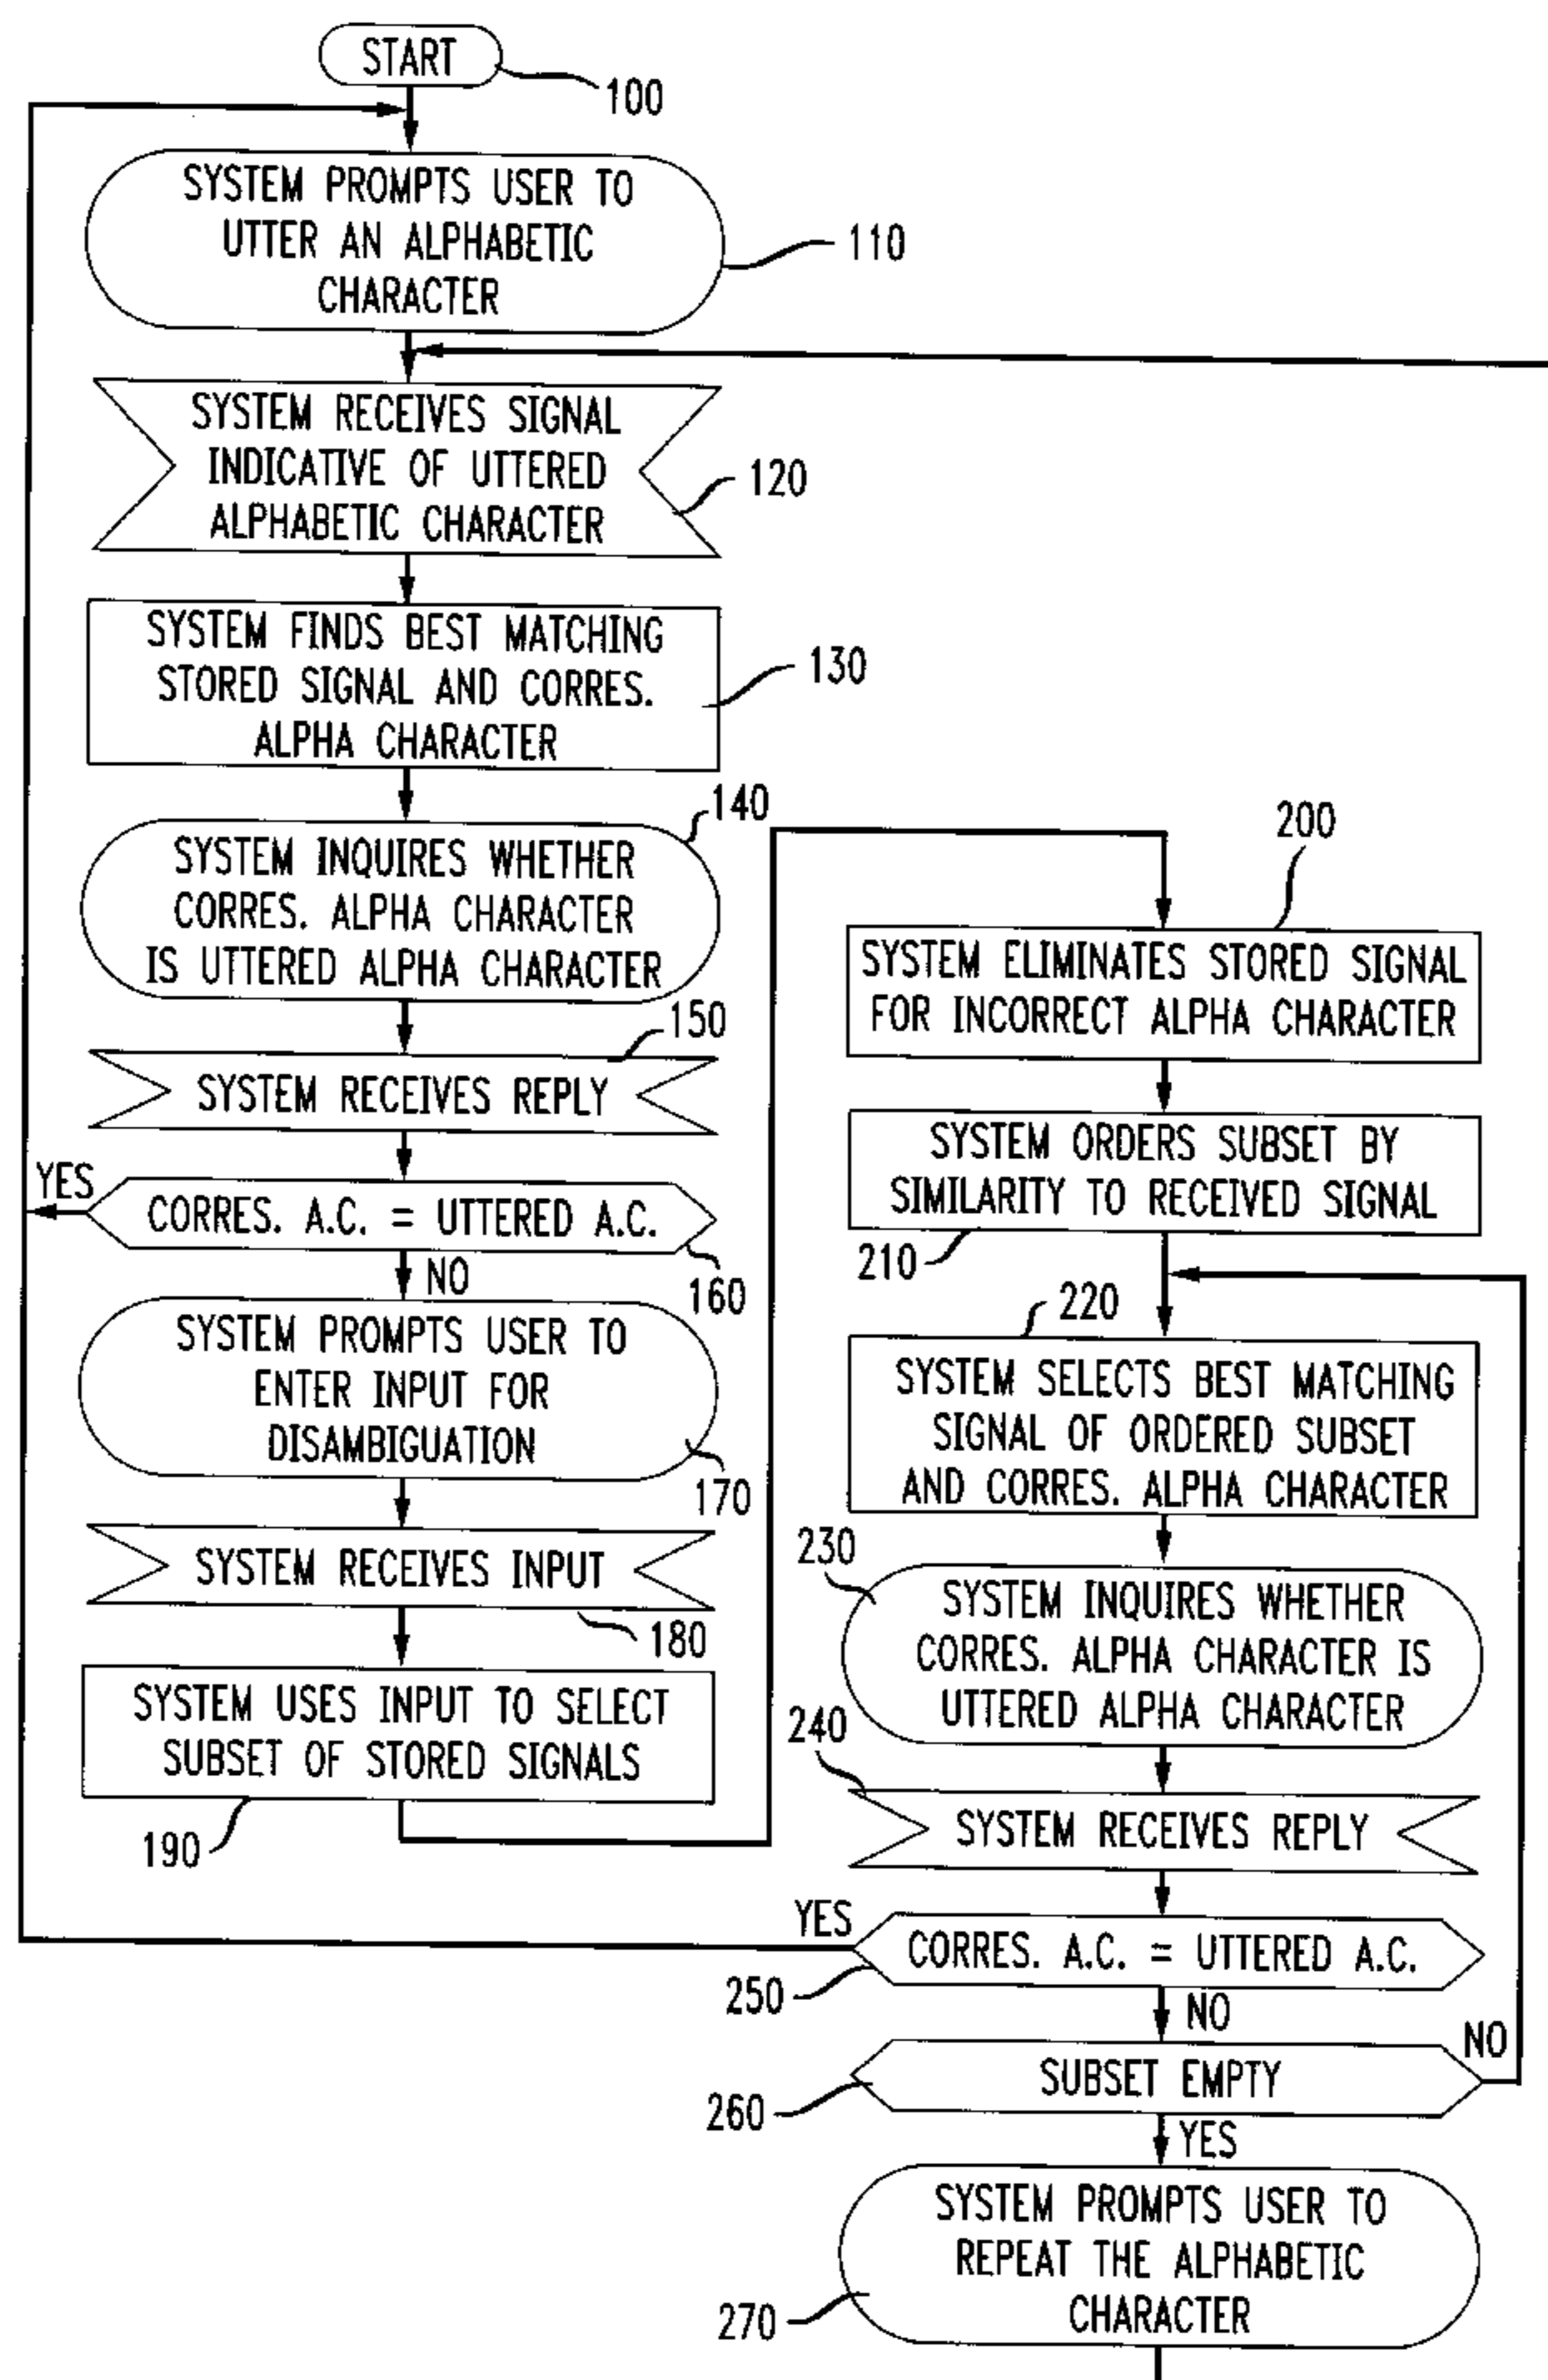 START
100
SYSTEM PROMPTS USER TO
UTTER AN ALPHABETIC
CHARACTER
110
SYSTEM RECEIVES SIGNAL
INDICATIVE OF UTTERED
ALPHABETIC CHARACTER
120
SYSTEM FINDS BEST MATCHING
STORED SIGNAL AND CORRES.
ALPHA CHARACTER
130
140
SYSTEM INQUIRES WHETHER
CORRES. ALPHA CHARACTER
IS UTTERED ALPHA CHARACTER
150
SYSTEM RECEIVES REPLY
YES
CORRES. A.C. = UTTERED A.C.
160
NO
SYSTEM PROMPTS USER TO
ENTER INPUT FOR
DISAMBIGUATION
170
SYSTEM RECEIVES INPUT
180
SYSTEM USES INPUT TO SELECT
SUBSET OF STORED SIGNALS
190
200
SYSTEM ELIMINATES STORED SIGNAL
FOR INCORRECT ALPHA CHARACTER
SYSTEM ORDERS SUBSET BY
SIMILARITY TO RECEIVED SIGNAL
210
220
SYSTEM SELECTS BEST MATCHING
SIGNAL OF ORDERED SUBSET
AND CORRES. ALPHA CHARACTER
230
SYSTEM INQUIRES WHETHER
CORRES. ALPHA CHARACTER IS
UTTERED ALPHA CHARACTER
240
SYSTEM RECEIVES REPLY
YES
CORRES. A.C. = UTTERED A.C.
250
NO
NO
SUBSET EMPTY
260
YES
SYSTEM PROMPTS USER TO
REPEAT THE ALPHABETIC
CHARACTER
270